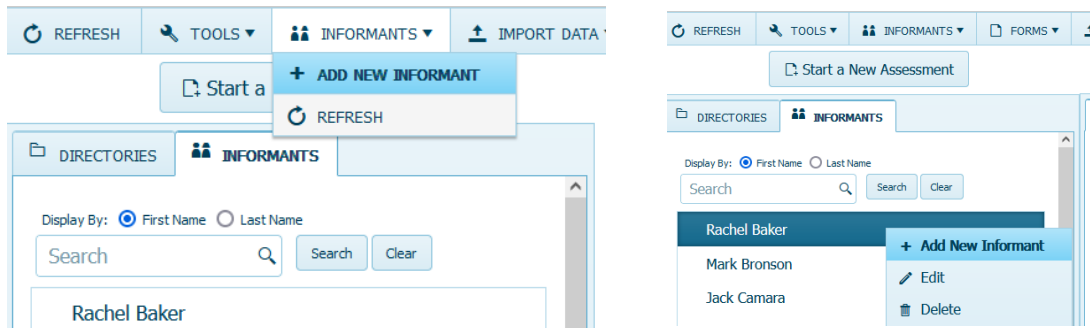 REFRESH TOOLS ▼ INFORMANTS ▼ IMPORT DATA
+ ADD NEW INFORMANT
Start a
REFRESH
DIRECTORIES INFORMANTS
Display By: First Name Last Name
Search Search Clear
Rachel Baker
REFRESH TOOLS ▼ INFORMANTS ▼ FORMS ▼
Start a New Assessment
DIRECTORIES INFORMANTS
Display By: First Name Last Name
Search Search Clear
Rachel Baker
+ Add New Informant
Mark Bronson
Edit
Jack Camara
Delete